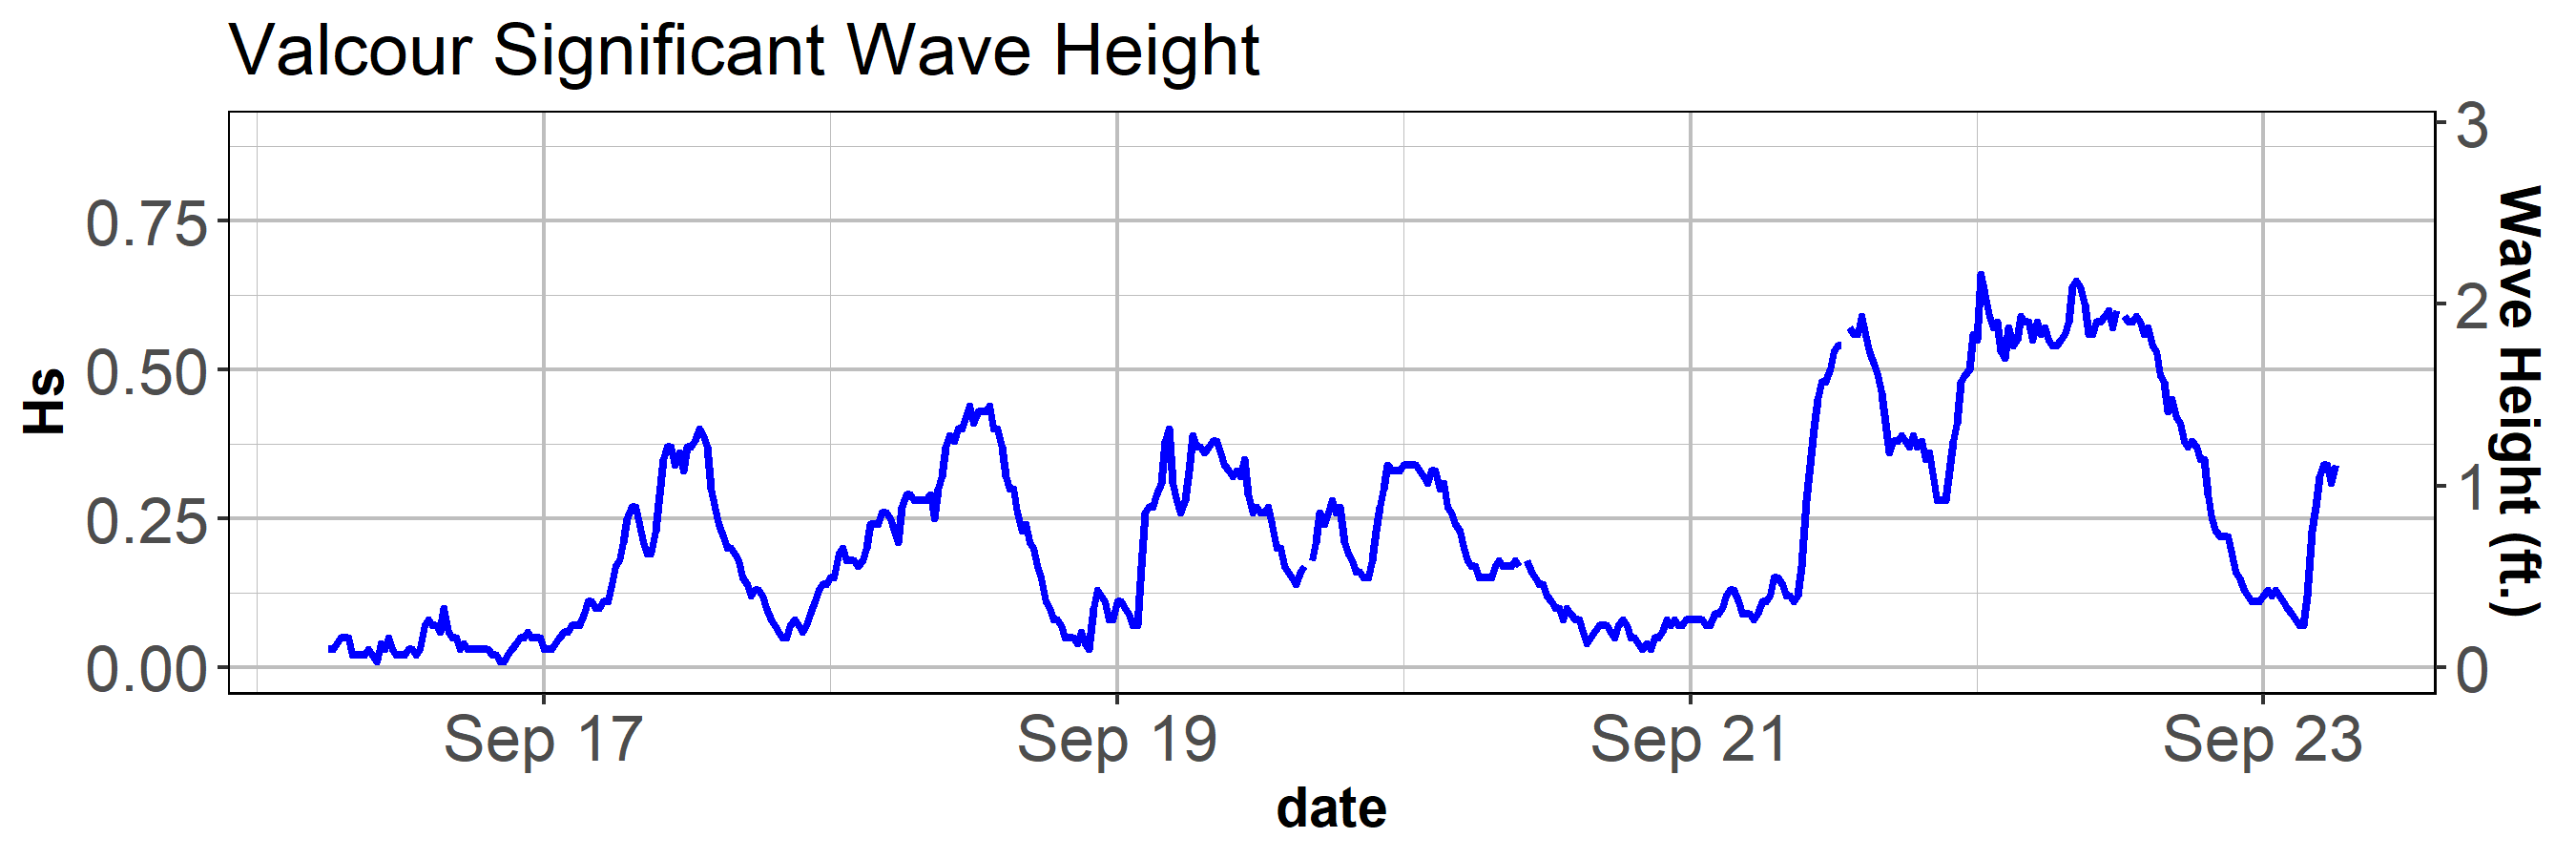 Valcour Significant Wave Height
Hs
0.75
0.50
0.25
0.00
3
2
1
0
Wave Height (ft.)
Sep 17
Sep 19
Sep 21
Sep 23
date